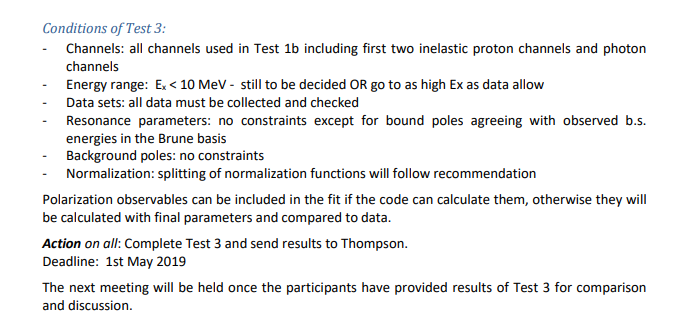 Conditions of Test 3:
- Channels: all channels used in Test 1b including first two inelastic proton channels and photon
channels
- Energy range: Ex < 10 MeV - still to be decided OR go to as high Ex as data allow
- Data sets: all data must be collected and checked
- Resonance parameters: no constraints except for bound poles agreeing with observed b.s.
energies in the Brune basis
- Background poles: no constraints
- Normalization: splitting of normalization functions will follow recommendation
Polarization observables can be included in the fit if the code can calculate them, otherwise they will
be calculated with final parameters and compared to data.
Action on all: Complete Test 3 and send results to Thompson.
Deadline: 1st May 2019
The next meeting will be held once the participants have provided results of Test 3 for comparison
and discussion.